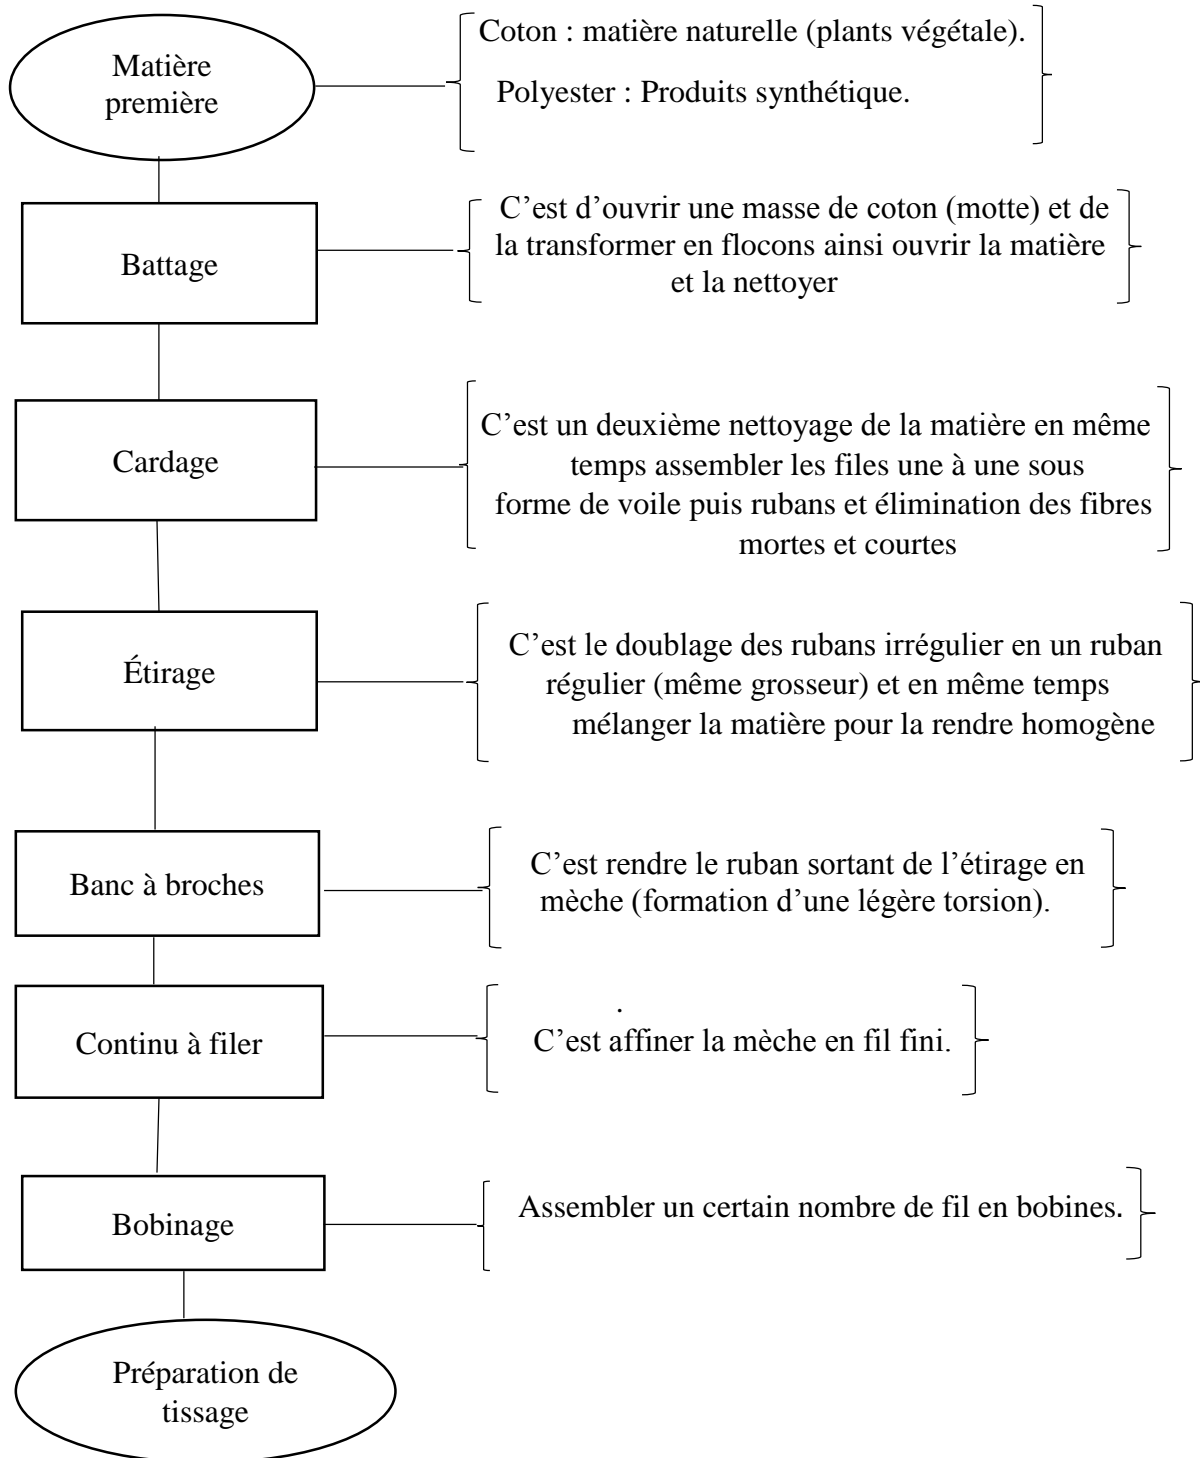 Matière
première
Coton : matière naturelle (plants végétale).
Polyester : Produits synthétique.
Battage
C’est d’ouvrir une masse de coton (motte) et de
la transformer en flocons ainsi ouvrir la matière
et la nettoyer
Cardage
C’est un deuxième nettoyage de la matière en même
temps assembler les files une à une sous
forme de voile puis rubans et élimination des fibres
mortes et courtes
Étirage
C’est le doublage des rubans irrégulier en un ruban
régulier (même grosseur) et en même temps
mélanger la matière pour la rendre homogène
Banc à broches
C’est rendre le ruban sortant de l’étirage en
mèche (formation d’une légère torsion).
Continu à filer
.
C’est affiner la mèche en fil fini.
Bobinage
Assembler un certain nombre de fil en bobines.
Préparation de
tissage